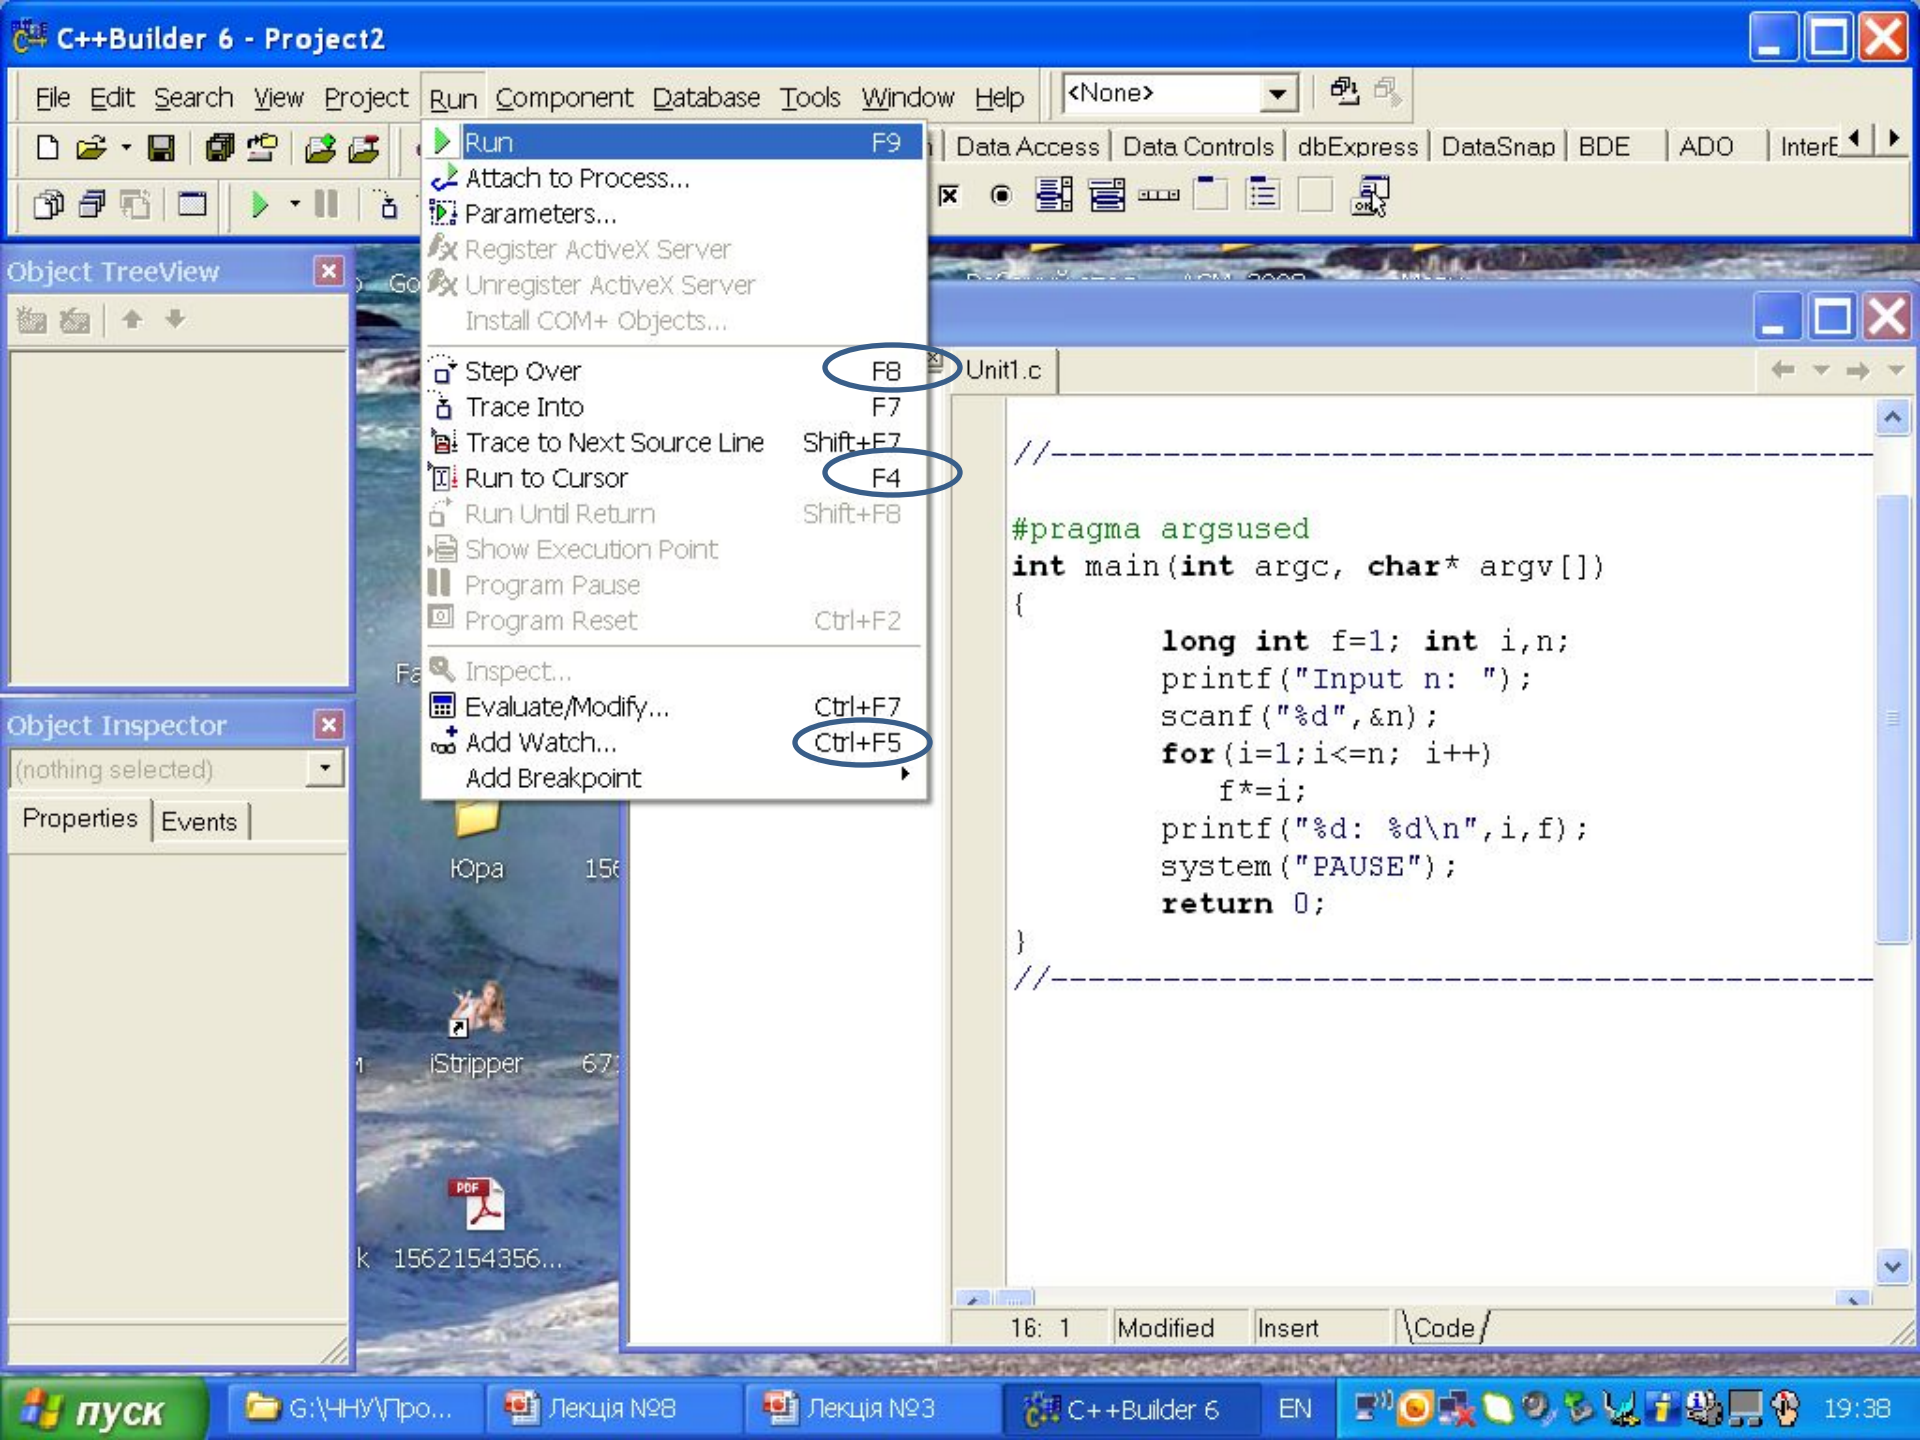 C++Builder 6 - Project2
File Edit Search View Project Run Component Database Tools Window Help <None>
Run F9
Data Access Data Controls dbExpress DataSnap BDE ADO
Attach to Process...
Parameters...
Register ActiveX Server
Unregister ActiveX Server
Install COM+ Objects...
Step Over F8
Trace Into F7
Trace to Next Source Line Shift+F7
Run to Cursor F4
Run Until Return Shift+F8
Show Execution Point
Program Pause
Program Reset Ctrl+F2
Inspect...
Evaluate/Modify... Ctrl+F7
Add Watch... Ctrl+F5
Add Breakpoint
Object TreeView
Object Inspector
(nothing selected)
Properties Events
Unit1.c
//--------------------------------------------
#pragma argsused
int main(int argc, char* argv[])
{
long int f=1; int i,n;
printf("Input n: ");
scanf("%d",&n);
for(i=1;i<=n; i++)
f*=i;
printf("%d: %d\n",i,f);
system("PAUSE");
return 0;
}
//--------------------------------------------
16: 1 Modified Insert \Code/
Юра
iStripper
PDF
1562154356...
пуск G:\ЧНУ\Про... Лекція №8 Лекція №3 C++Builder 6 EN 19:38